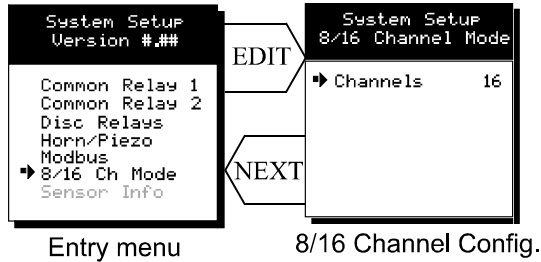 System Setup
Version #.##
Common Relay 1
Common Relay 2
Disc Relays
Horn/Piezo
Modbus
8/16 Ch Mode
Sensor Info
Entry menu
EDIT
NEXT
System Setup
8/16 Channel Mode
Channels 16
8/16 Channel Config.